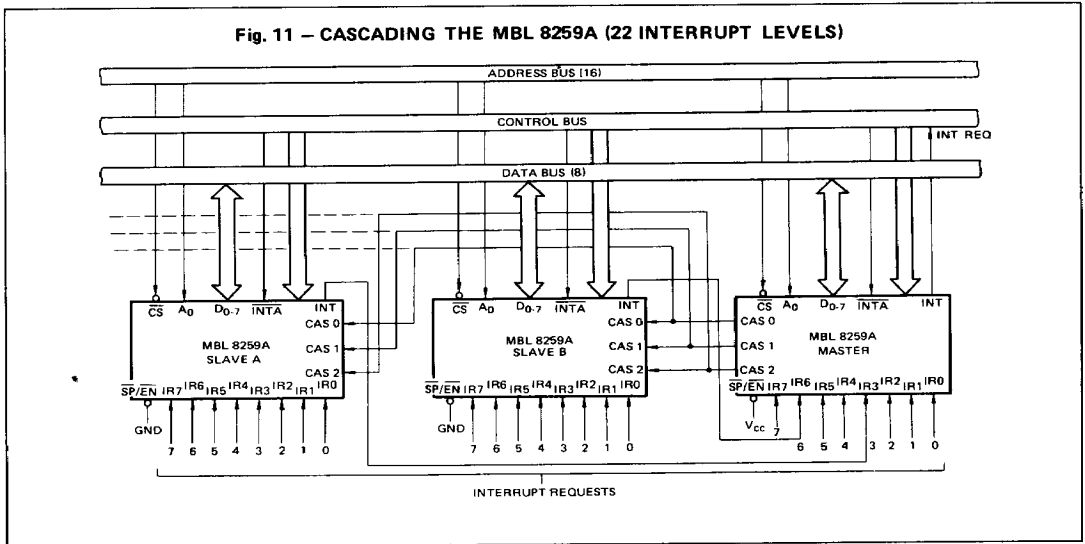 Fig. 11 – CASCADING THE MBL 8259A (22 INTERRUPT LEVELS)
ADDRESS BUS (16)
CONTROL BUS
INT REQ
DATA BUS (8)
CS A0 D0-7 INTA INT
CAS 0
MBL 8259A
SLAVE A
CAS 1
CAS 2
SP/EN IR7 IR6 IR5 IR4 IR3 IR2 IR1 IR0
GND
7 6 5 4 3 2 1 0
CS A0 D0-7 INTA INT
CAS 0
MBL 8259A
SLAVE B
CAS 1
CAS 2
SP/EN IR7 IR6 IR5 IR4 IR3 IR2 IR1 IR0
GND
7 6 5 4 3 2 1 0
CS A0 D0-7 INTA INT
CAS 0
MBL 8259A
MASTER
CAS 1
CAS 2
SP/EN IR7 IR6 IR5 IR4 IR3 IR2 IR1 IR0
VCC
7 6 5 4 3 2 1 0
INTERRUPT REQUESTS